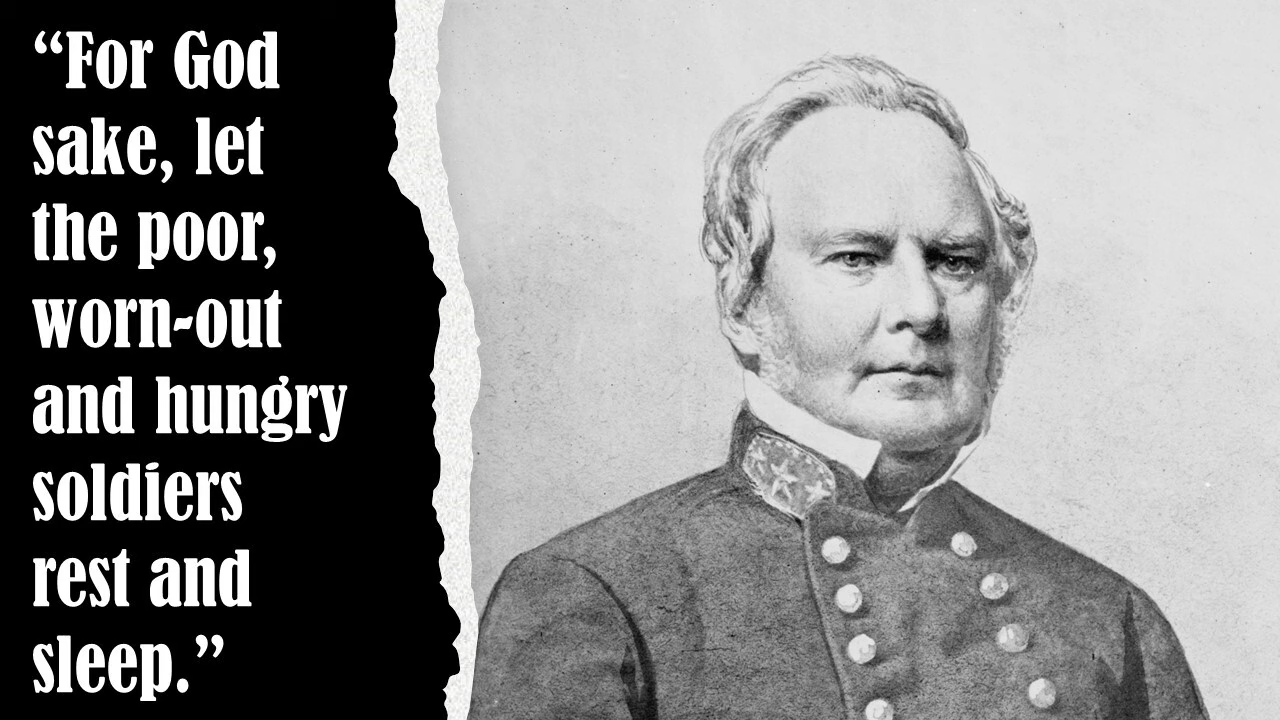 “For God
sake, let
the poor,
worn-out
and hungry
soldiers
rest and
sleep.”